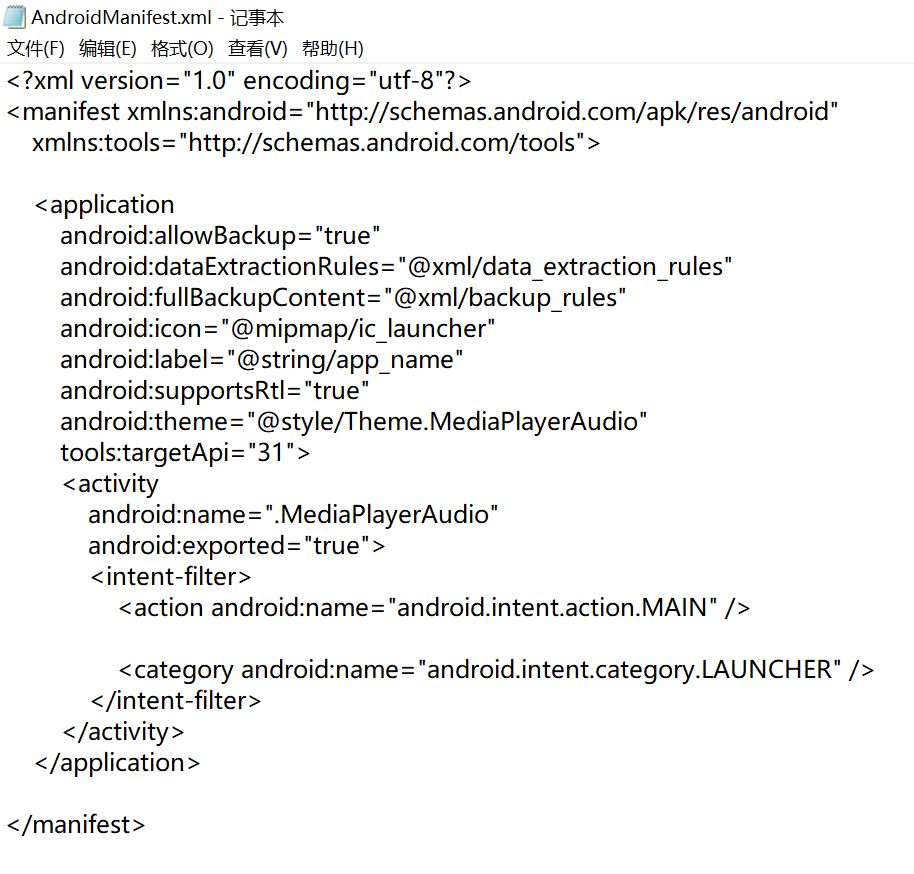 AndroidManifest.xml - 记事本
文件(F) 编辑(E) 格式(O) 查看(V) 帮助(H)
<?xml version="1.0" encoding="utf-8"?>
<manifest xmlns:android="http://schemas.android.com/apk/res/android"
    xmlns:tools="http://schemas.android.com/tools">

    <application
        android:allowBackup="true"
        android:dataExtractionRules="@xml/data_extraction_rules"
        android:fullBackupContent="@xml/backup_rules"
        android:icon="@mipmap/ic_launcher"
        android:label="@string/app_name"
        android:supportsRtl="true"
        android:theme="@style/Theme.MediaPlayerAudio"
        tools:targetApi="31">
        <activity
            android:name=".MediaPlayerAudio"
            android:exported="true">
            <intent-filter>
                <action android:name="android.intent.action.MAIN" />

                <category android:name="android.intent.category.LAUNCHER" />
            </intent-filter>
        </activity>
    </application>

</manifest>